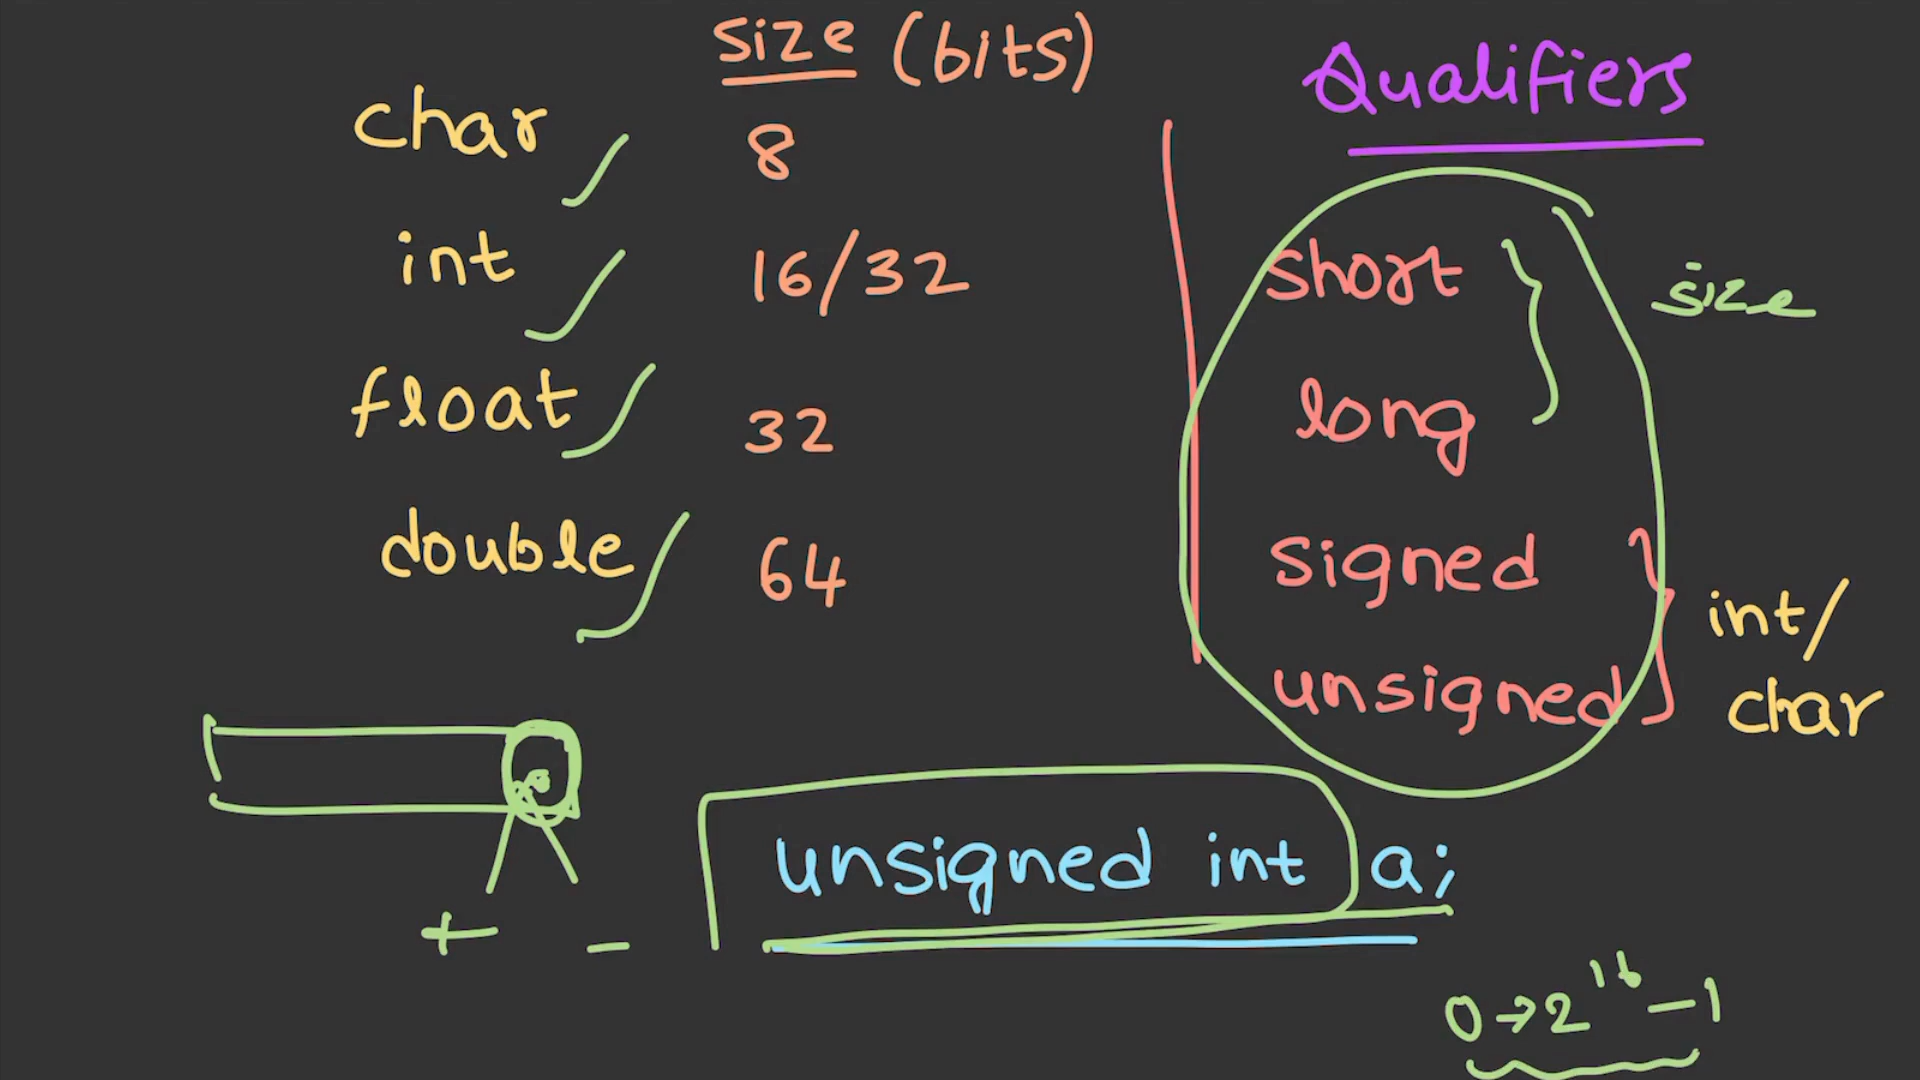 size (bits)
char 8
int 16/32
float 32
double 64
Qualifiers
short
long
size
signed
unsigned
int/
char
+ -
unsigned int a;
0→2¹⁶-1